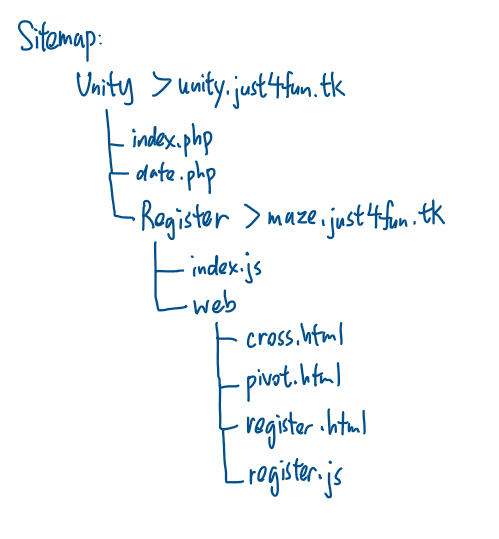 Sitemap:
Unity > unity.just4fun.tk
index.php
date.php
Register > maze.just4fun.tk
index.js
web
cross.html
pivot.html
register.html
register.js